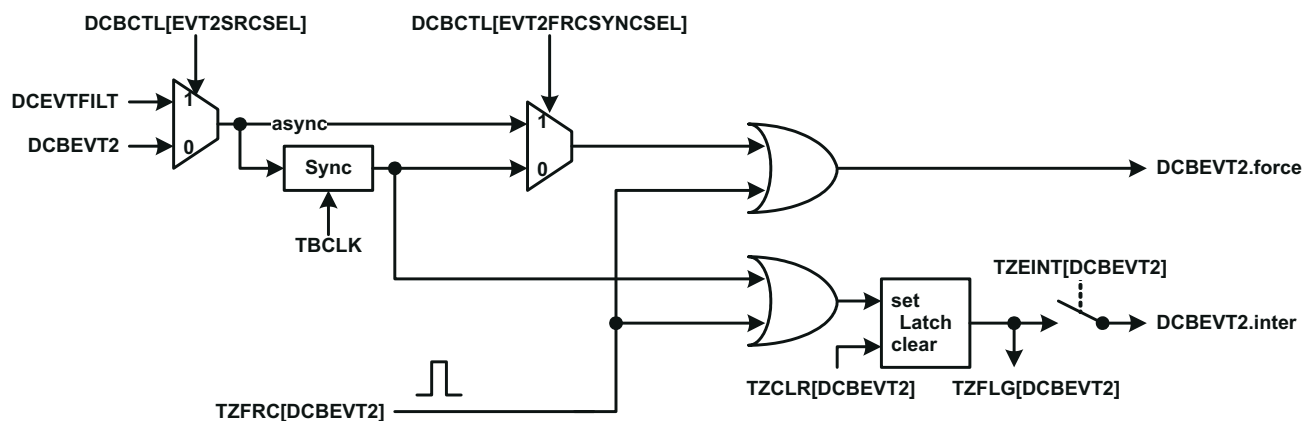 DCBCTL[EVT2SRCSEL]
DCBCTL[EVT2FRCSYNCSEL]
DCEVTFILT
1
async
1
DCBEVT2
0
Sync
0
DCBEVT2.force
TBCLK
TZEINT[DCBEVT2]
set
Latch
clear
DCBEVT2.inter
TZCLR[DCBEVT2]
TZFLG[DCBEVT2]
TZFRC[DCBEVT2]